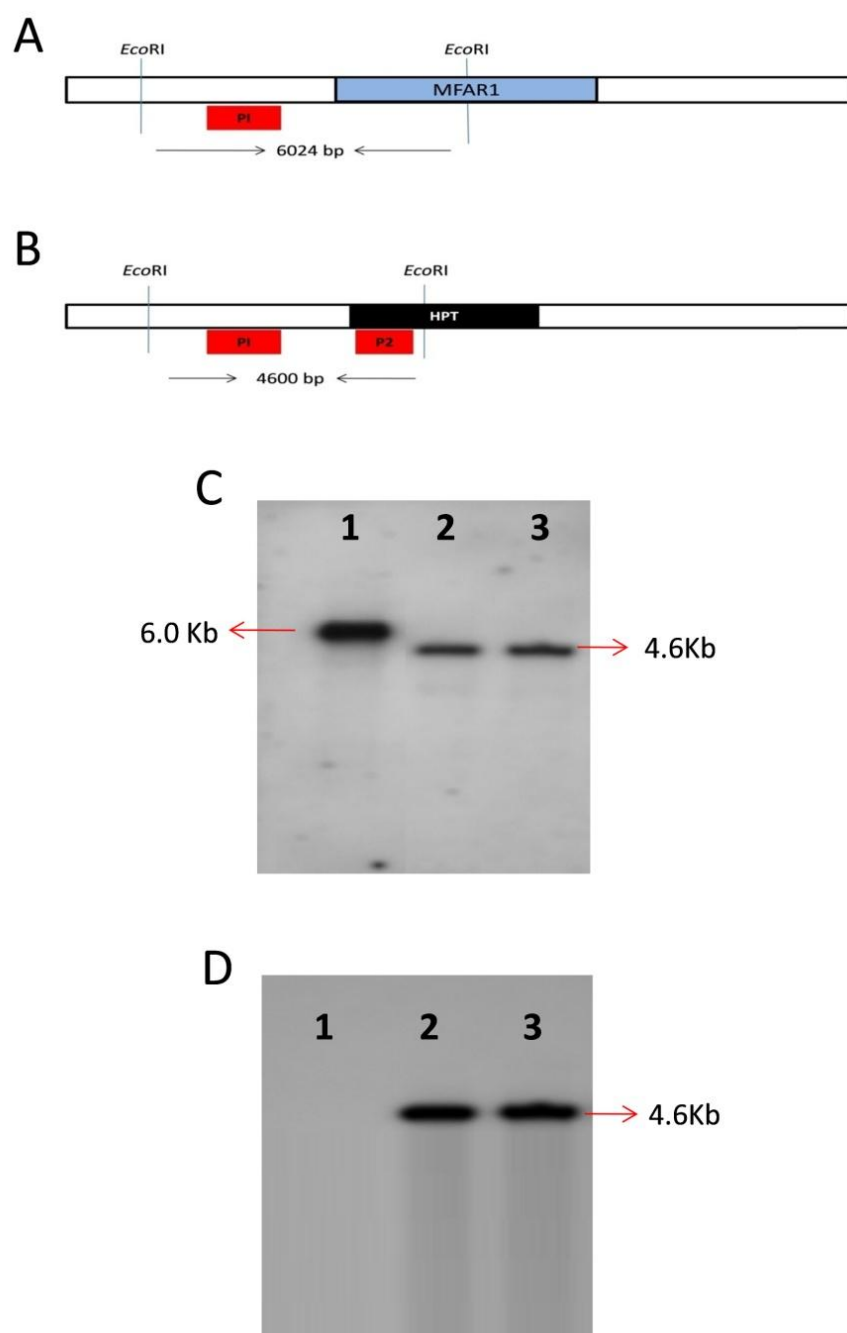 A
EcoRI EcoRI
MFAR1
PI
6024 bp
B
EcoRI EcoRI
HPT
PI P2
4600 bp
C
1 2 3
6.0 Kb 4.6Kb
D
1 2 3
4.6Kb